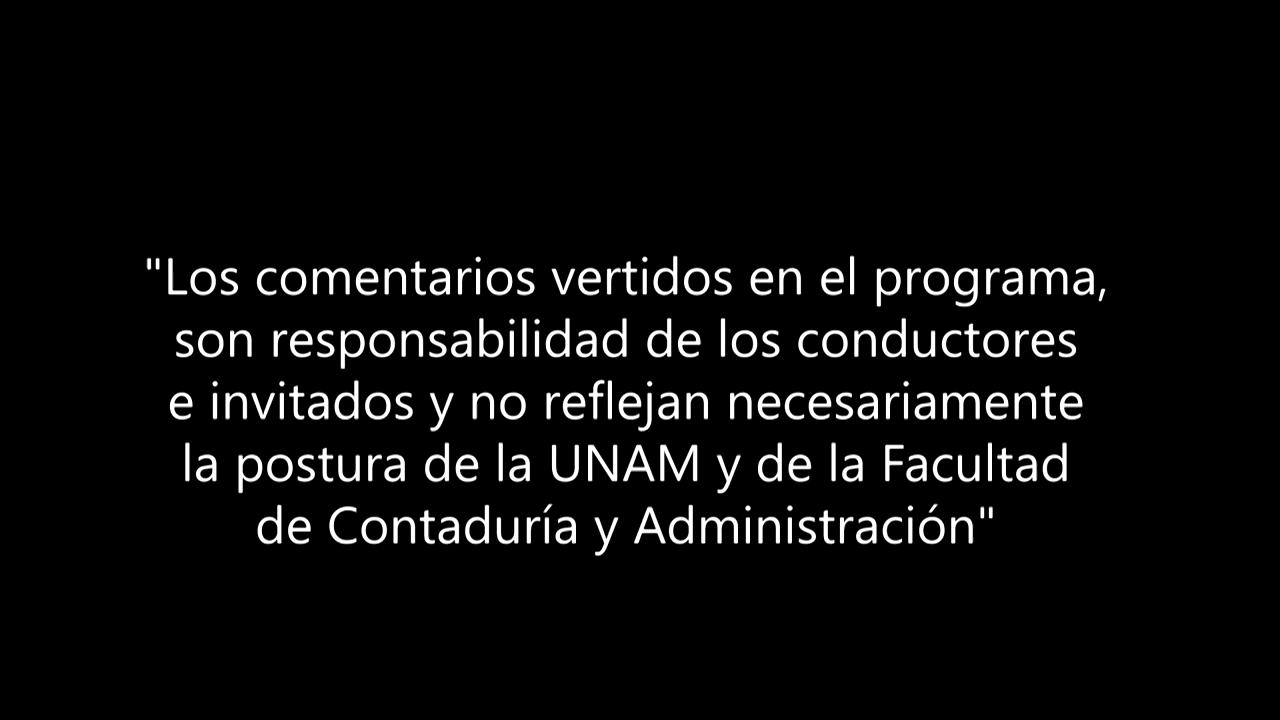 "Los comentarios vertidos en el programa,
son responsabilidad de los conductores
e invitados y no reflejan necesariamente
la postura de la UNAM y de la Facultad
de Contaduría y Administración"